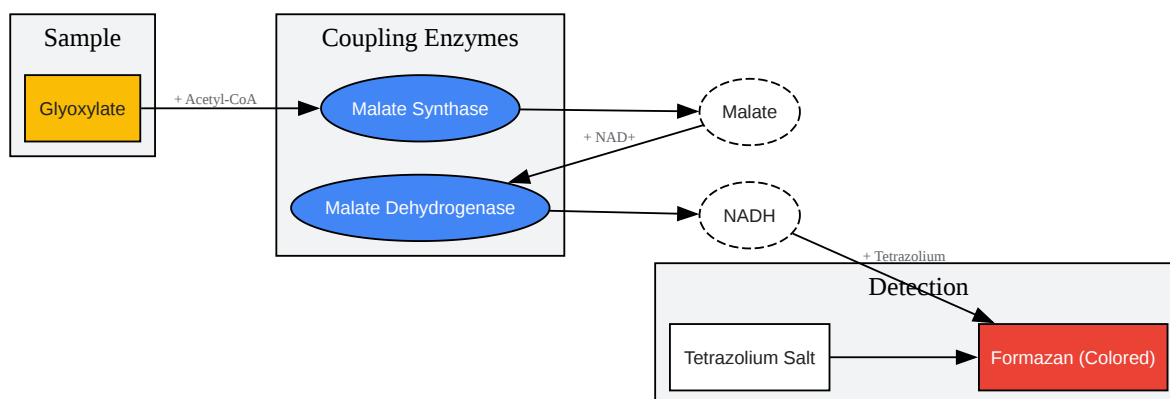 Sample
Coupling Enzymes
Glyoxylate
+ Acetyl-CoA
Malate Synthase
Malate
+ NAD+
Malate Dehydrogenase
NADH
+ Tetrazolium
Detection
Tetrazolium Salt
Formazan (Colored)